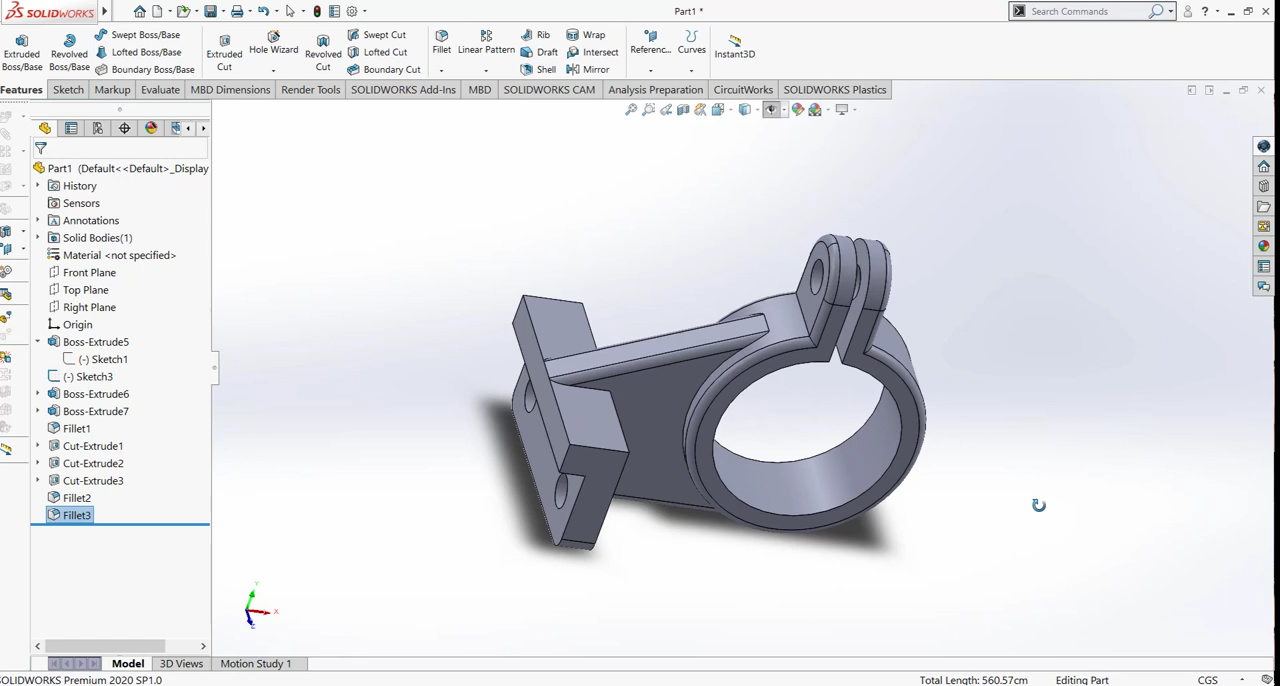 SOLIDWORKS
Part1 *
Search Commands
Extruded Boss/Base
Revolved Boss/Base
Swept Boss/Base
Lofted Boss/Base
Boundary Boss/Base
Extruded Cut
Hole Wizard
Revolved Cut
Swept Cut
Lofted Cut
Boundary Cut
Fillet
Linear Pattern
Rib
Draft
Shell
Wrap
Intersect
Mirror
Referenc...
Curves
Instant3D
Features Sketch Markup Evaluate MBD Dimensions Render Tools SOLIDWORKS Add-Ins MBD SOLIDWORKS CAM Analysis Preparation CircuitWorks SOLIDWORKS Plastics
Part1 (Default<<Default>_Display
History
Sensors
Annotations
Solid Bodies(1)
Material <not specified>
Front Plane
Top Plane
Right Plane
Origin
Boss-Extrude5
(-) Sketch1
(-) Sketch3
Boss-Extrude6
Boss-Extrude7
Fillet1
Cut-Extrude1
Cut-Extrude2
Cut-Extrude3
Fillet2
Fillet3
Y
X
Z
Model 3D Views Motion Study 1
SOLIDWORKS Premium 2020 SP1.0 Total Length: 560.57cm Editing Part CGS